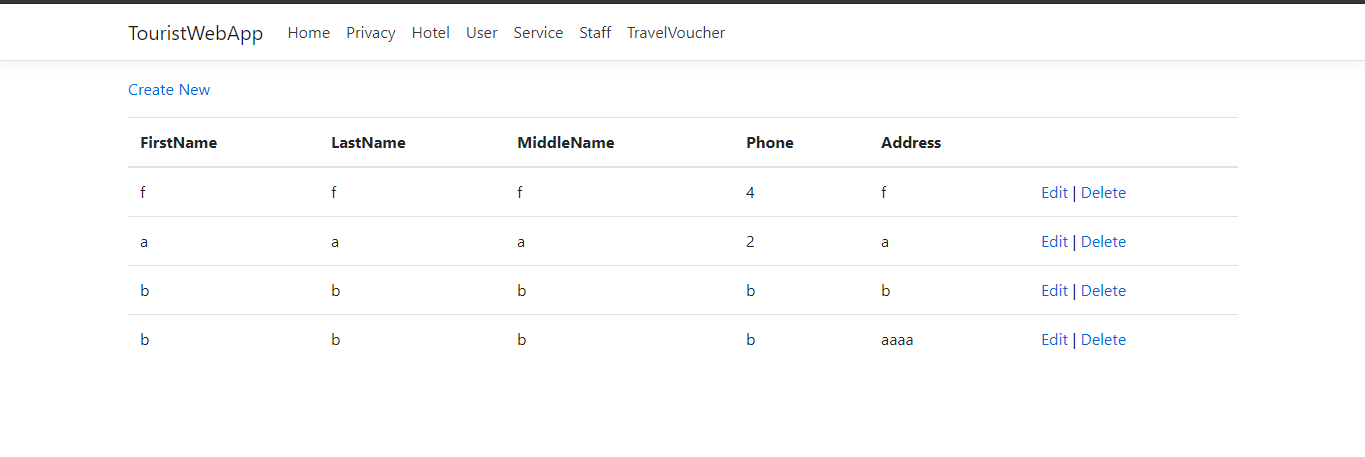 TouristWebApp Home Privacy Hotel User Service Staff TravelVoucher
Create New
FirstName LastName MiddleName Phone Address
f f f 4 f Edit | Delete
a a a 2 a Edit | Delete
b b b b b Edit | Delete
b b b b aaaa Edit | Delete